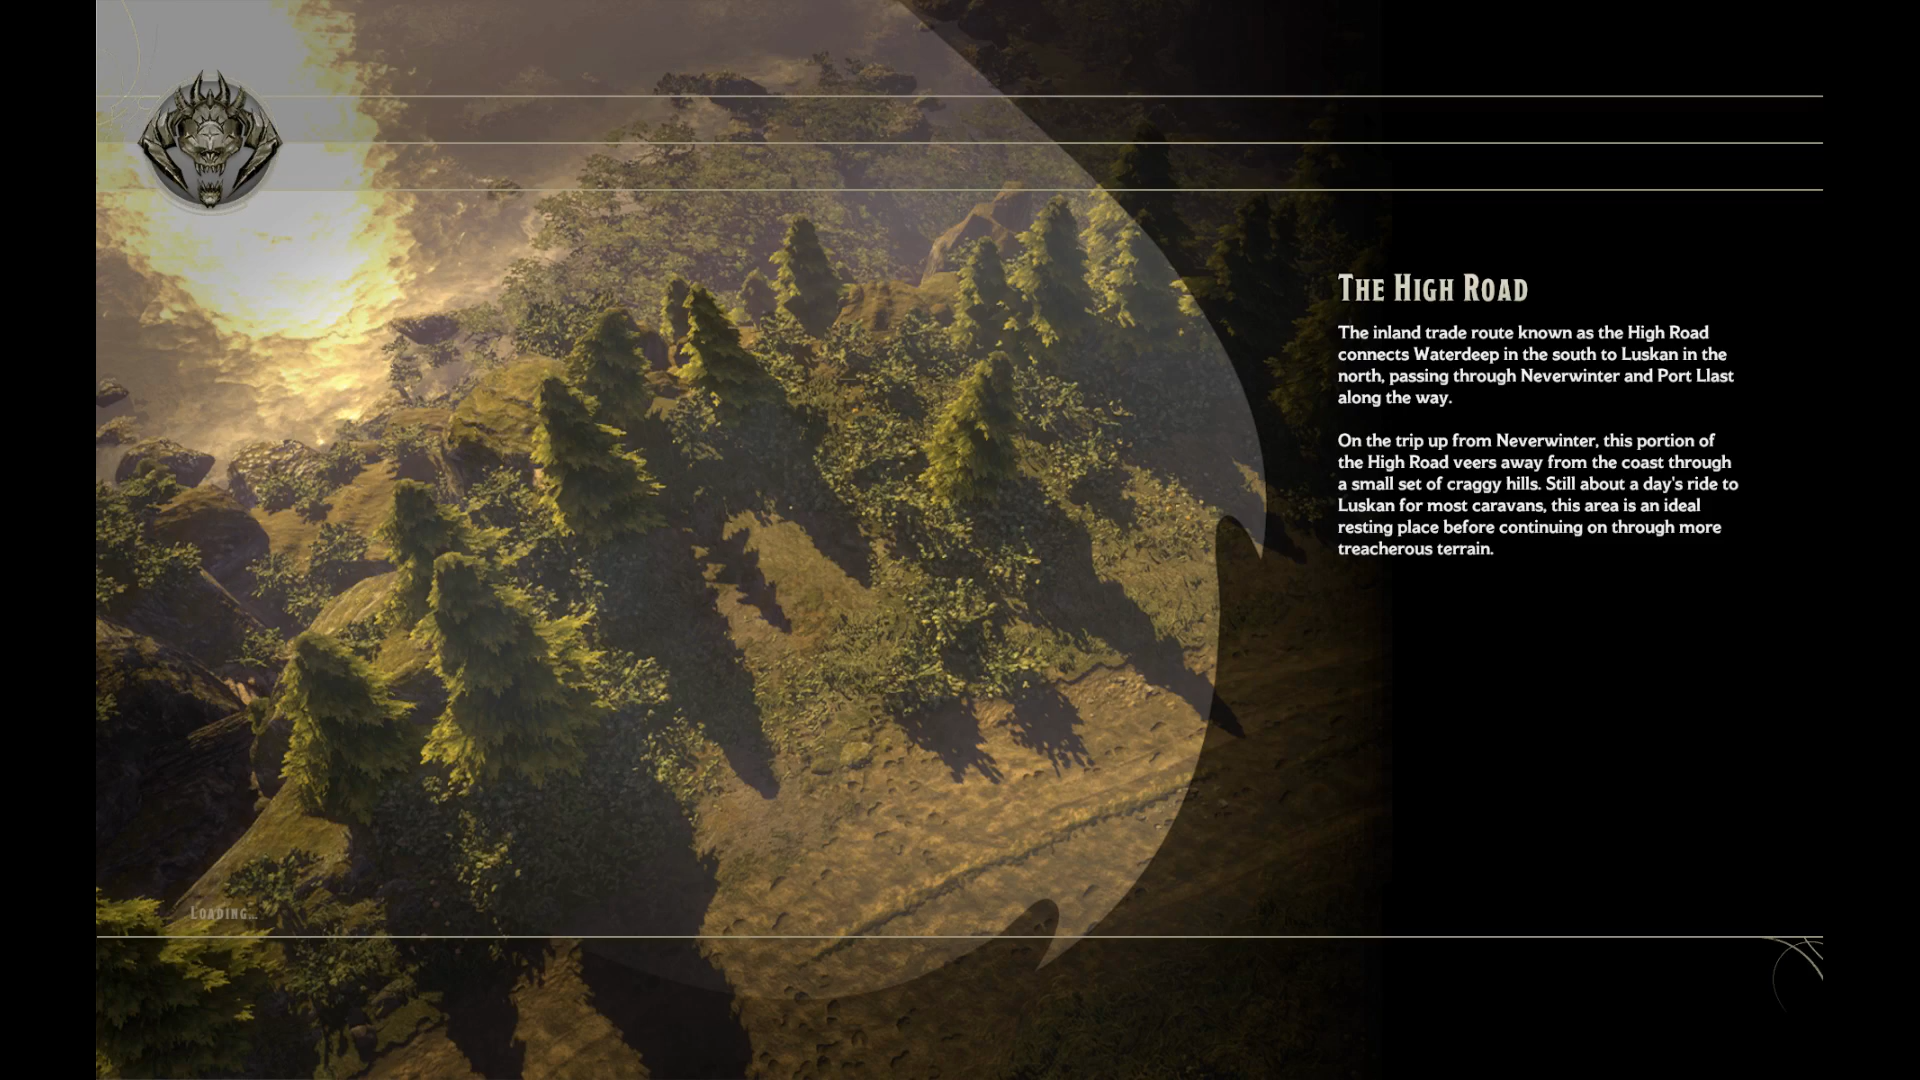 The High Road
The inland trade route known as the High Road
connects Waterdeep in the south to Luskan in the
north, passing through Neverwinter and Port Llast
along the way.
On the trip up from Neverwinter, this portion of
the High Road veers away from the coast through
a small set of craggy hills. Still about a day's ride to
Luskan for most caravans, this area is an ideal
resting place before continuing on through more
treacherous terrain.
Loading...